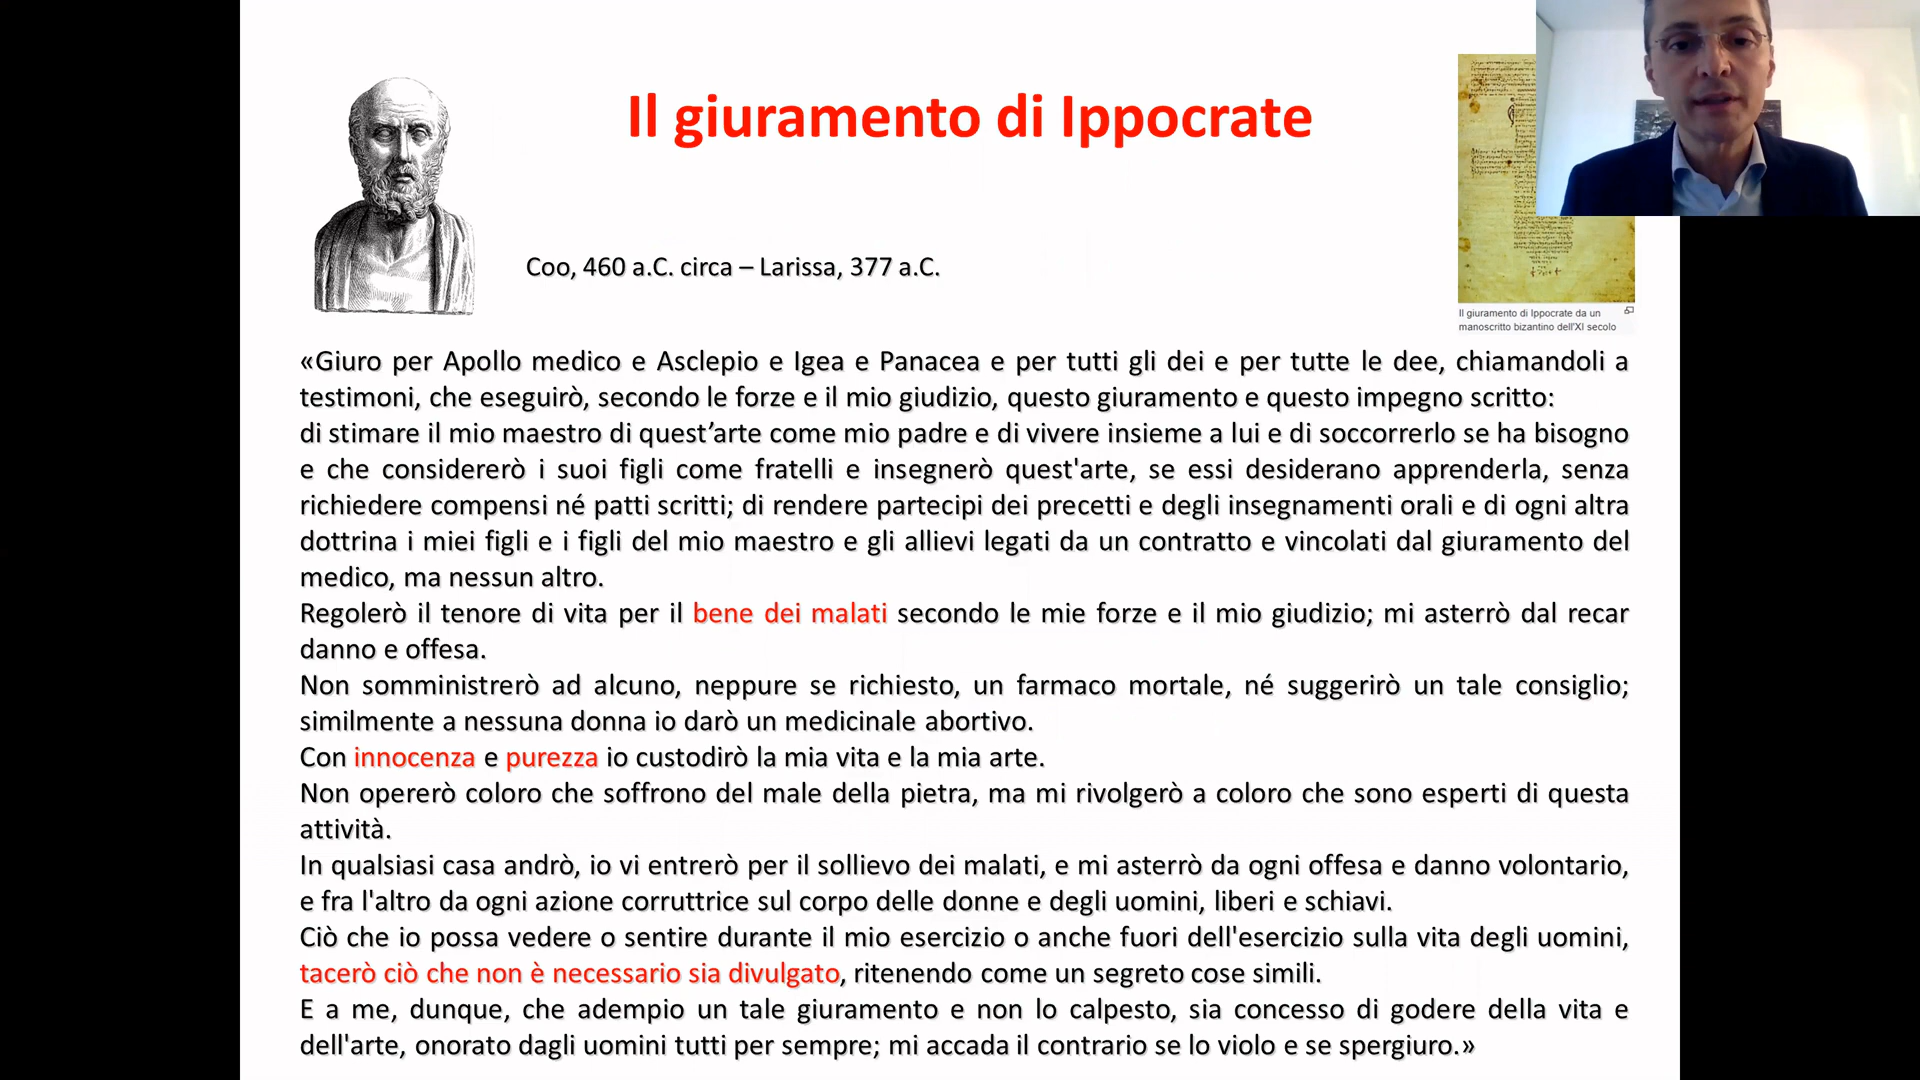 Il giuramento di Ippocrate
Coo, 460 a.C. circa – Larissa, 377 a.C.
Il giuramento di Ippocrate da un
manoscritto bizantino dell'XI secolo
«Giuro per Apollo medico e Asclepio e Igea e Panacea e per tutti gli dei e per tutte le dee, chiamandoli a
testimoni, che eseguirò, secondo le forze e il mio giudizio, questo giuramento e questo impegno scritto:
di stimare il mio maestro di quest’arte come mio padre e di vivere insieme a lui e di soccorrerlo se ha bisogno
e che considererò i suoi figli come fratelli e insegnerò quest'arte, se essi desiderano apprenderla, senza
richiedere compensi né patti scritti; di rendere partecipi dei precetti e degli insegnamenti orali e di ogni altra
dottrina i miei figli e i figli del mio maestro e gli allievi legati da un contratto e vincolati dal giuramento del
medico, ma nessun altro.
Regolerò il tenore di vita per il bene dei malati secondo le mie forze e il mio giudizio; mi asterrò dal recar
danno e offesa.
Non somministrerò ad alcuno, neppure se richiesto, un farmaco mortale, né suggerirò un tale consiglio;
similmente a nessuna donna io darò un medicinale abortivo.
Con innocenza e purezza io custodirò la mia vita e la mia arte.
Non opererò coloro che soffrono del male della pietra, ma mi rivolgerò a coloro che sono esperti di questa
attività.
In qualsiasi casa andrò, io vi entrerò per il sollievo dei malati, e mi asterrò da ogni offesa e danno volontario,
e fra l'altro da ogni azione corruttrice sul corpo delle donne e degli uomini, liberi e schiavi.
Ciò che io possa vedere o sentire durante il mio esercizio o anche fuori dell'esercizio sulla vita degli uomini,
tacerò ciò che non è necessario sia divulgato, ritenendo come un segreto cose simili.
E a me, dunque, che adempio un tale giuramento e non lo calpesto, sia concesso di godere della vita e
dell'arte, onorato dagli uomini tutti per sempre; mi accada il contrario se lo violo e se spergiuro.»